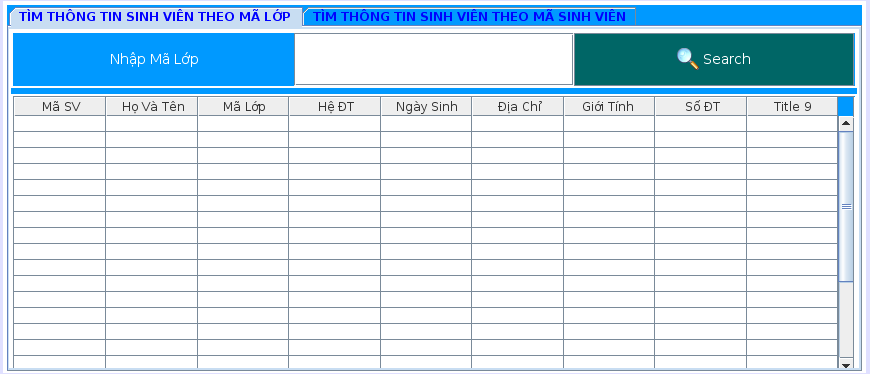 TÌM THÔNG TIN SINH VIÊN THEO MÃ LỚP TÌM THÔNG TIN SINH VIÊN THEO MÃ SINH VIÊN
Nhập Mã Lớp Search
Mã SV Họ Và Tên Mã Lớp Hệ ĐT Ngày Sinh Địa Chỉ Giới Tính Số ĐT Title 9